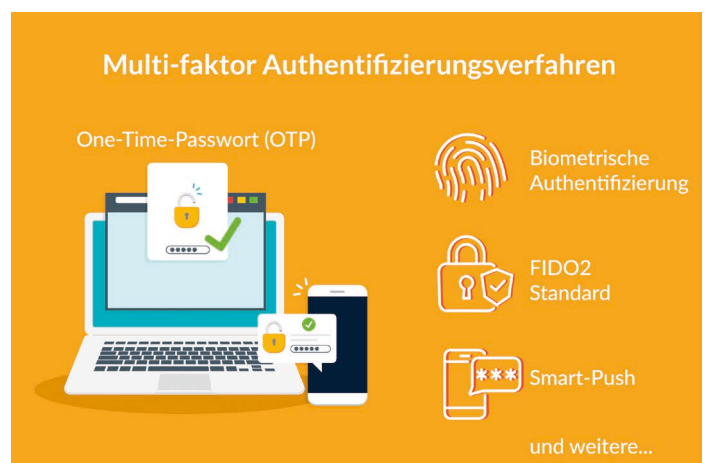 Multi-faktor Authentifizierungsverfahren
One-Time-Passwort (OTP)
Biometrische
Authentifizierung
FIDO2
Standard
***
Smart-Push
und weitere...